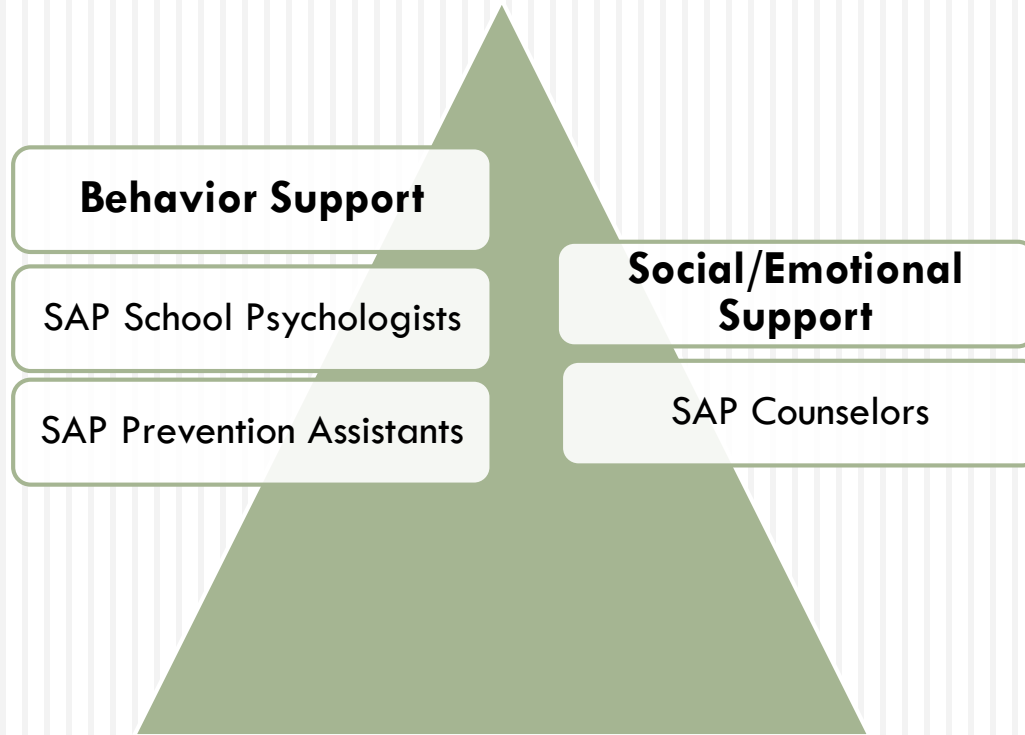 Behavior Support
SAP School Psychologists
SAP Prevention Assistants
Social/Emotional
Support
SAP Counselors